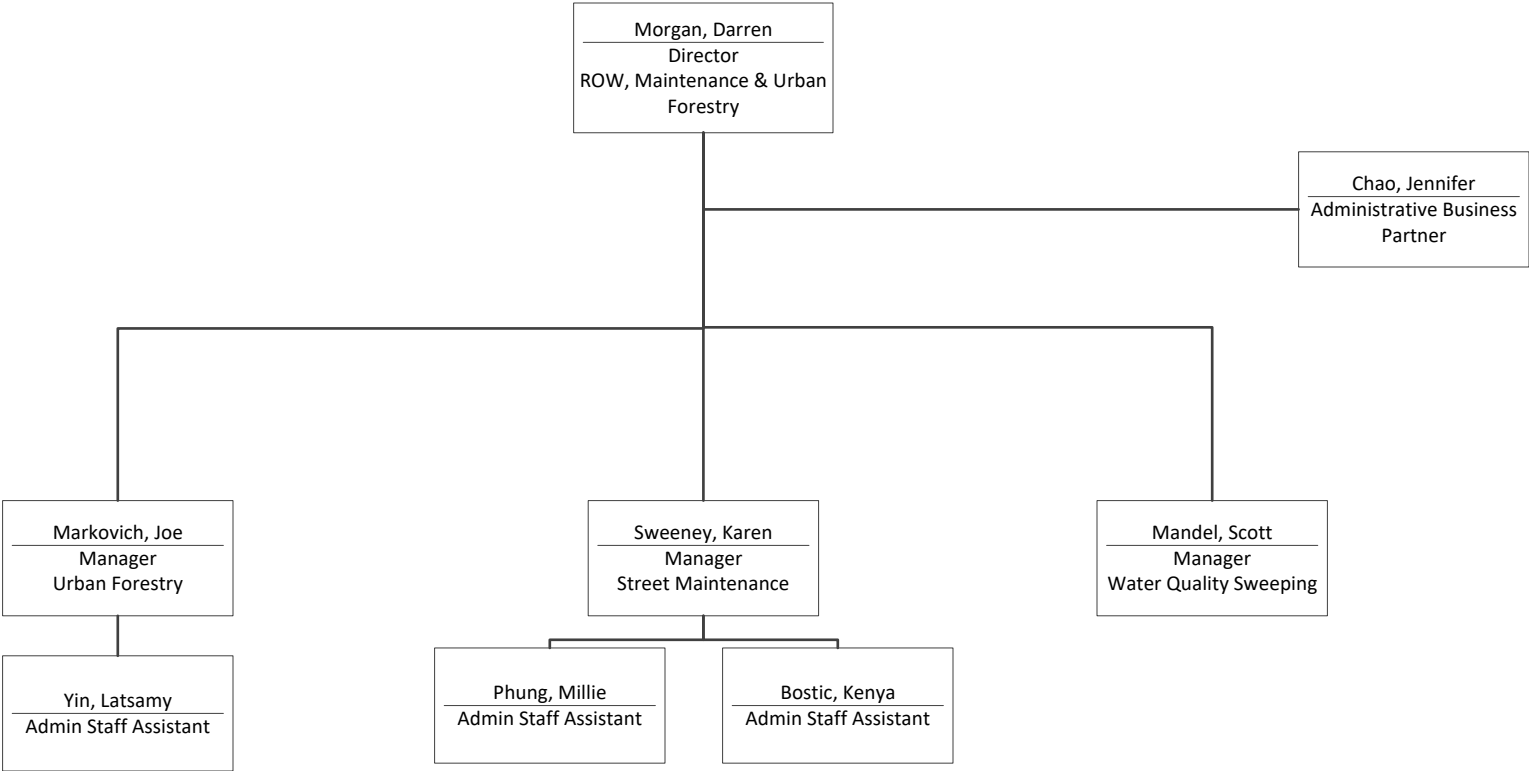 Morgan, Darren
Director
ROW, Maintenance & Urban
Forestry
Chao, Jennifer
Administrative Business
Partner
Markovich, Joe
Manager
Urban Forestry
Sweeney, Karen
Manager
Street Maintenance
Mandel, Scott
Manager
Water Quality Sweeping
Yin, Latsamy
Admin Staff Assistant
Phung, Millie
Admin Staff Assistant
Bostic, Kenya
Admin Staff Assistant